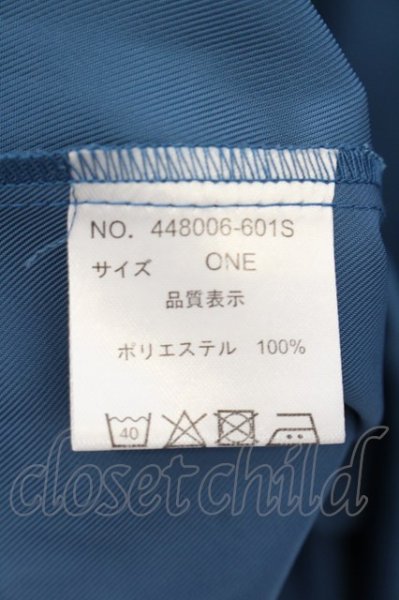 NO. 448006-601S
サイズ ONE
品質表示
ポリエステル 100%
40
closetchild